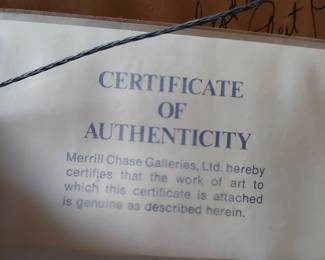 CERTIFICATE
OF
AUTHENTICITY
Merrill Chase Galleries, Ltd. hereby
certifies that the work of art to
which this certificate is attached
is genuine as described herein.